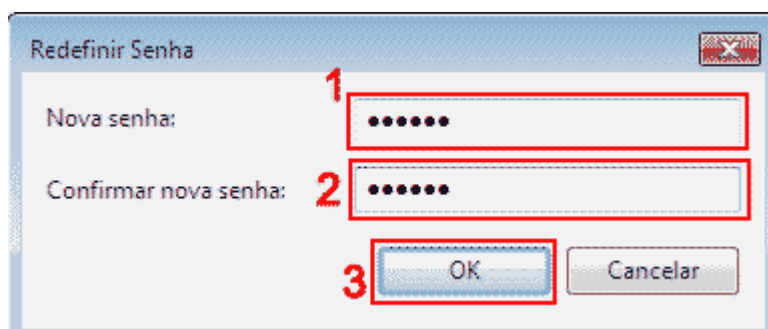 Redefinir Senha
1
Nova senha: ••••••
Confirmar nova senha: 2 ••••••
3 OK Cancelar